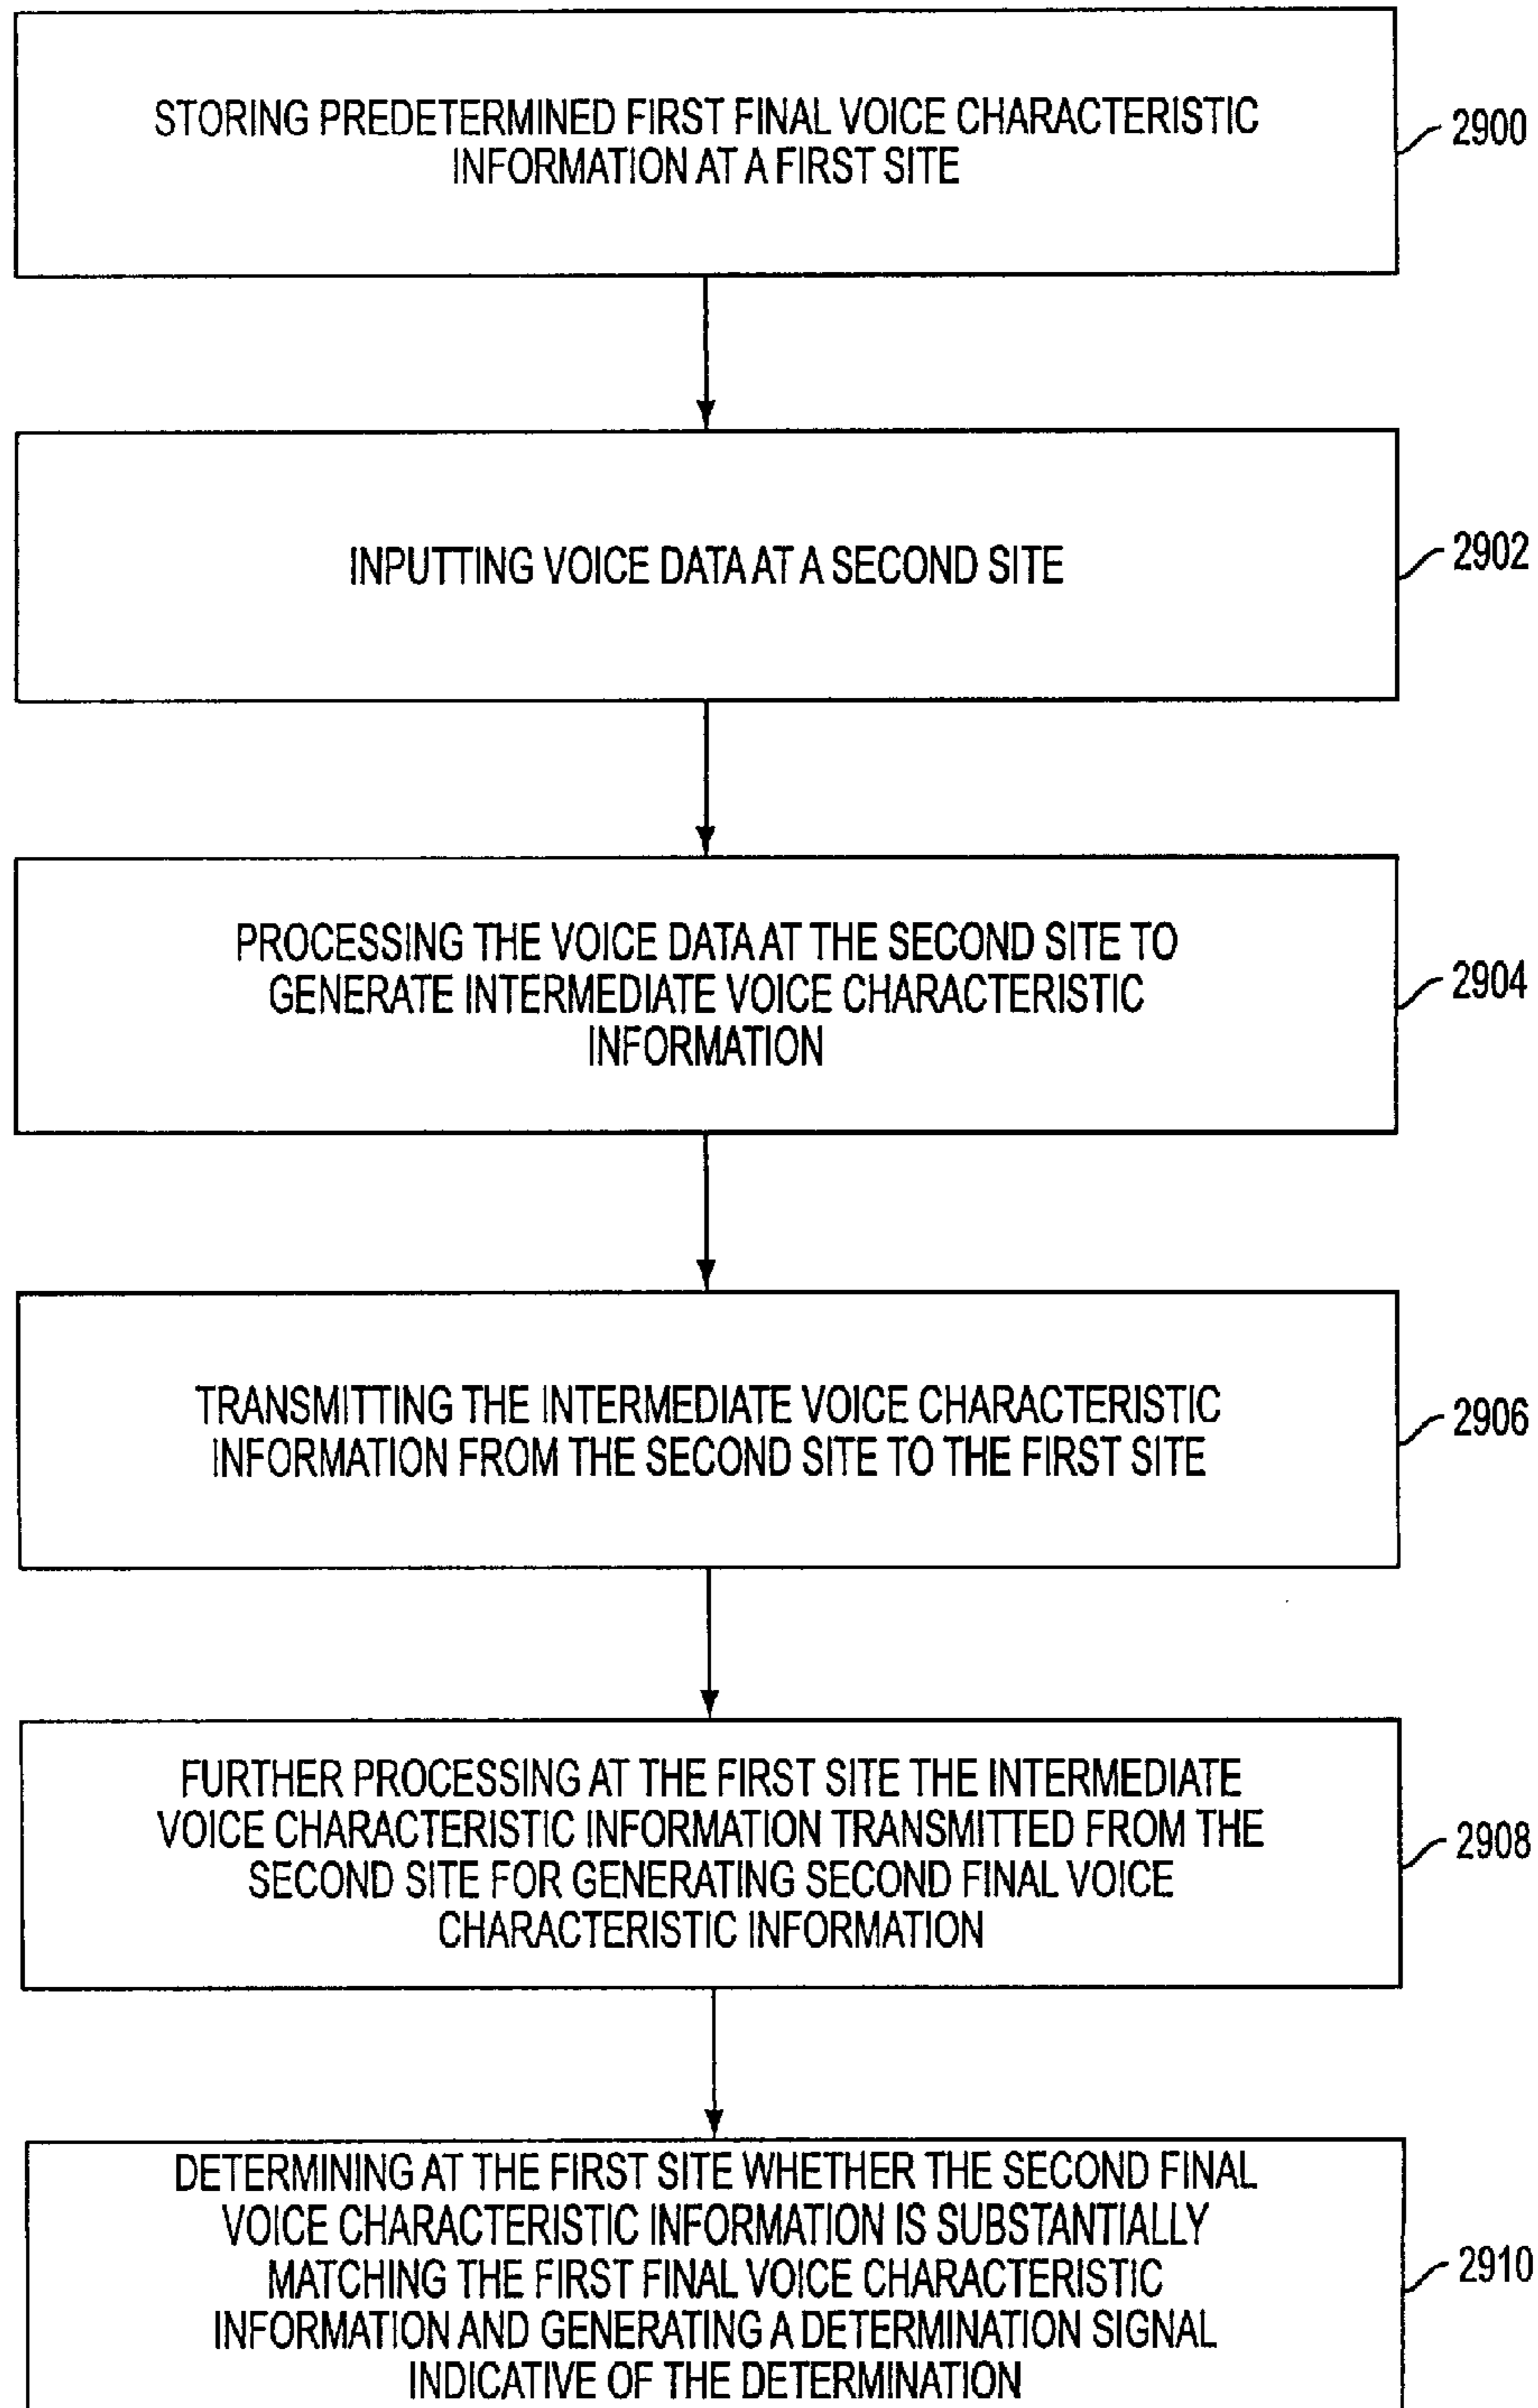 STORING PREDETERMINED FIRST FINAL VOICE CHARACTERISTIC
INFORMATION AT A FIRST SITE
2900
INPUTTING VOICE DATA AT A SECOND SITE
2902
PROCESSING THE VOICE DATA AT THE SECOND SITE TO
GENERATE INTERMEDIATE VOICE CHARACTERISTIC
INFORMATION
2904
TRANSMITTING THE INTERMEDIATE VOICE CHARACTERISTIC
INFORMATION FROM THE SECOND SITE TO THE FIRST SITE
2906
FURTHER PROCESSING AT THE FIRST SITE THE INTERMEDIATE
VOICE CHARACTERISTIC INFORMATION TRANSMITTED FROM THE
SECOND SITE FOR GENERATING SECOND FINAL VOICE
CHARACTERISTIC INFORMATION
2908
DETERMINING AT THE FIRST SITE WHETHER THE SECOND FINAL
VOICE CHARACTERISTIC INFORMATION IS SUBSTANTIALLY
MATCHING THE FIRST FINAL VOICE CHARACTERISTIC
INFORMATION AND GENERATING A DETERMINATION SIGNAL
INDICATIVE OF THE DETERMINATION
2910